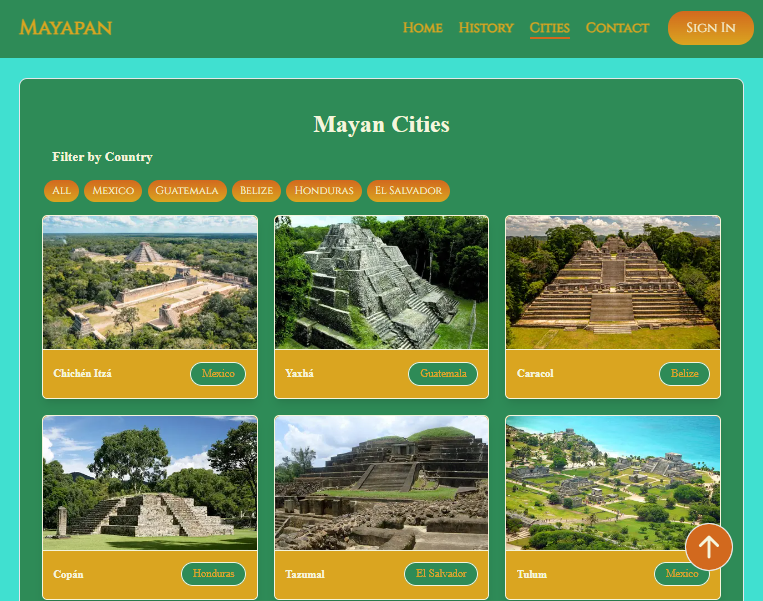 Mayapan
Home History Cities Contact Sign In
Mayan Cities
Filter by Country
All Mexico Guatemala Belize Honduras El Salvador
Chichén Itzá Mexico
Yaxhá Guatemala
Caracol Belize
Copán Honduras
Tazumal El Salvador
Tulum Mexico